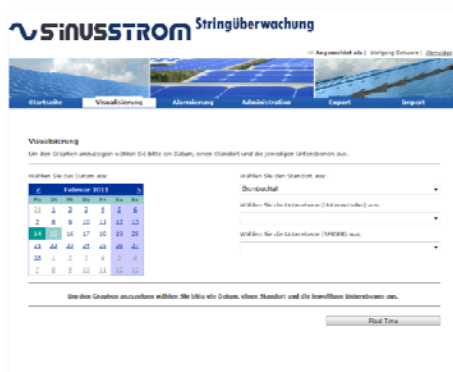 SINUSSTROM Stringüberwachung
Angemeldet als | Wolfgang | Abmelden
Startseite Visualisierung Alarmierung Administration Export Import
Visualisierung
Um den Graphen anzuzeigen wählen Sie bitte ein Datum, einen Standort und die jeweiligen Unterebenen aus.
Wählen Sie das Datum aus:
Februar 2011
Mo Di Mi Do Fr Sa So
31 1 2 3 4 5 6
7 8 9 10 11 12 13
14 15 16 17 18 19 20
21 22 23 24 25 26 27
28 1 2 3 4 5 6
7 8 9 10 11 12 13
Wählen Sie den Standort aus:
Wählen Sie die Unterebene aus:
Wählen Sie die Unterebene aus:
Um den Graphen anzuzeigen wählen Sie bitte ein Datum, einen Standort und die jeweiligen Unterebenen aus.
Real Time